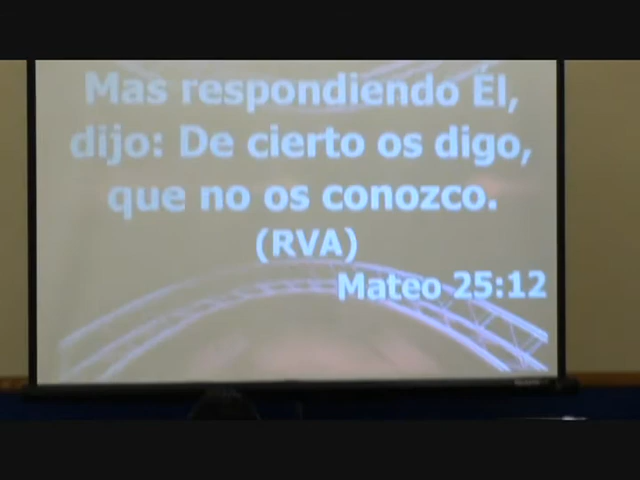 Mas respondiendo Él,
dijo: De cierto os digo,
que no os conozco.
(RVA)
Mateo 25:12